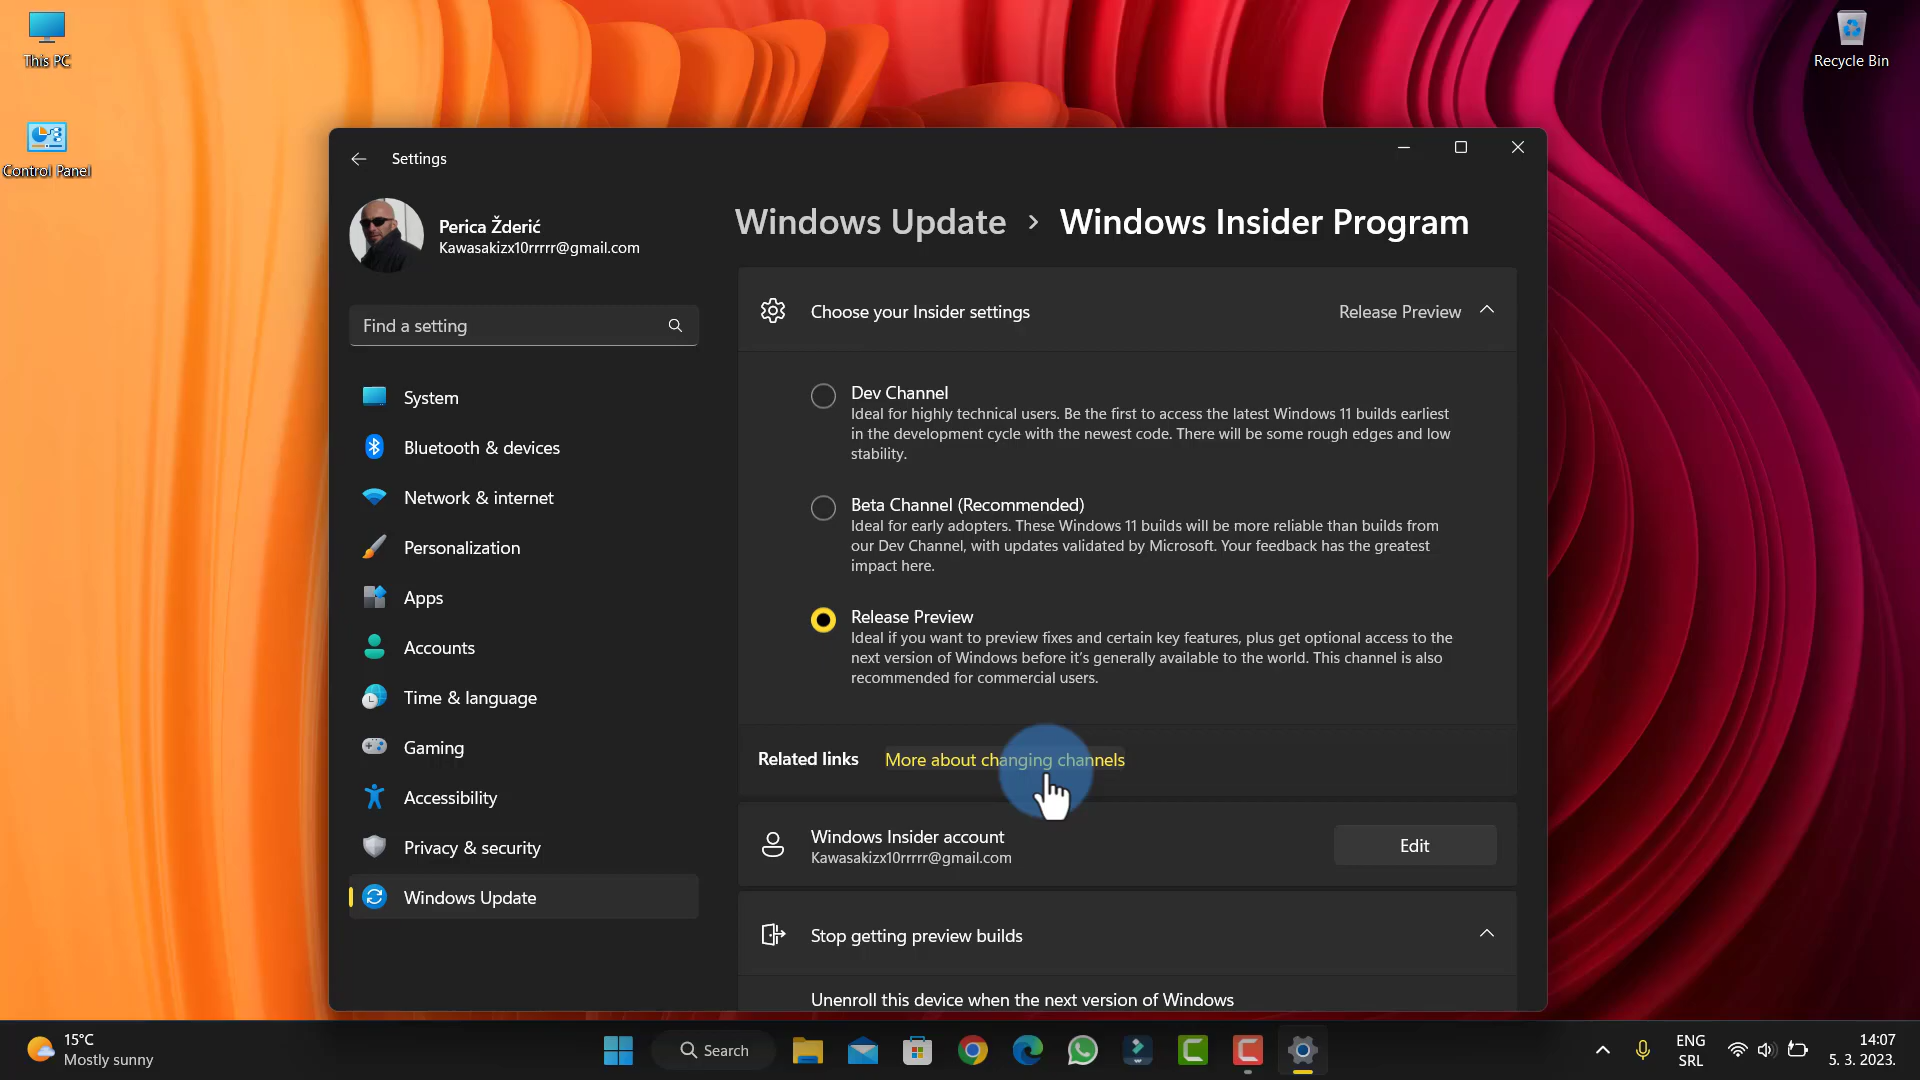 This PC
Recycle Bin
Control Panel
Settings
Perica Žderić
Kawasakizx10rrrrr@gmail.com
Find a setting
System
Bluetooth & devices
Network & internet
Personalization
Apps
Accounts
Time & language
Gaming
Accessibility
Privacy & security
Windows Update
Windows Update › Windows Insider Program
Choose your Insider settings
Release Preview
Dev Channel
Ideal for highly technical users. Be the first to access the latest Windows 11 builds earliest
in the development cycle with the newest code. There will be some rough edges and low
stability.
Beta Channel (Recommended)
Ideal for early adopters. These Windows 11 builds will be more reliable than builds from
our Dev Channel, with updates validated by Microsoft. Your feedback has the greatest
impact here.
Release Preview
Ideal if you want to preview fixes and certain key features, plus get optional access to the
next version of Windows before it's generally available to the world. This channel is also
recommended for commercial users.
Related links More about changing channels
Windows Insider account
Kawasakizx10rrrrr@gmail.com
Edit
Stop getting preview builds
Unenroll this device when the next version of Windows
15°C
Mostly sunny
Search
ENG
SRL
14:07
5. 3. 2023.